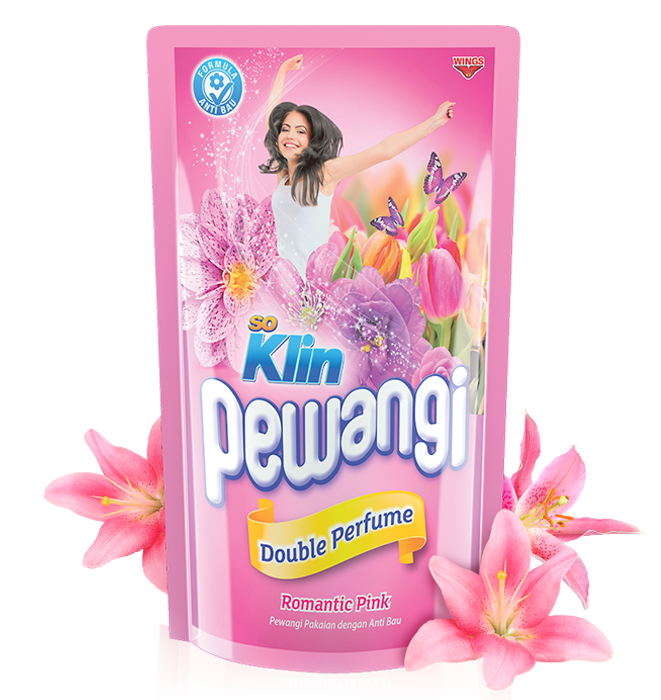 FORMULA
ANTI BAU
WINGS
so
Klin
Pewangi
Double Perfume
Romantic Pink
Pewangi Pakaian dengan Anti Bau